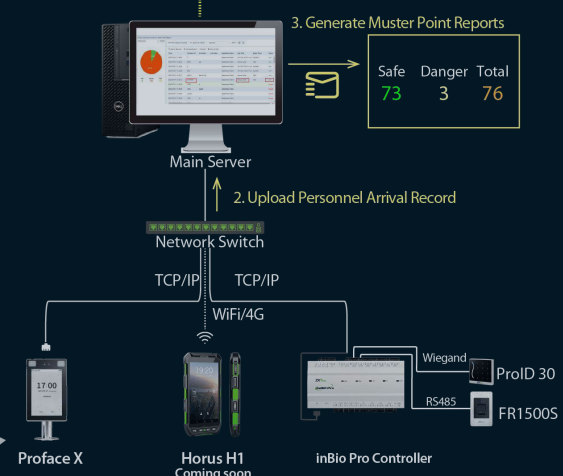 3. Generate Muster Point Reports
Safe Danger Total
73 3 76
Main Server
2. Upload Personnel Arrival Record
Network Switch
TCP/IP TCP/IP
WiFi/4G
Wiegand
ProID 30
RS485
FR1500S
17 00
Proface X
Horus H1
Coming soon
inBio Pro Controller